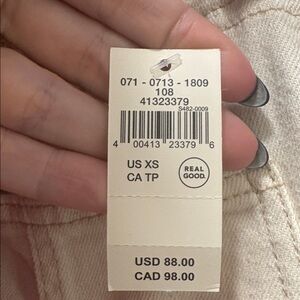 071 - 0713 - 1809
108
41323379
S482-0009
4 00413 23379 6
US XS
CA TP
REAL
GOOD.
USD 88.00
CAD 98.00